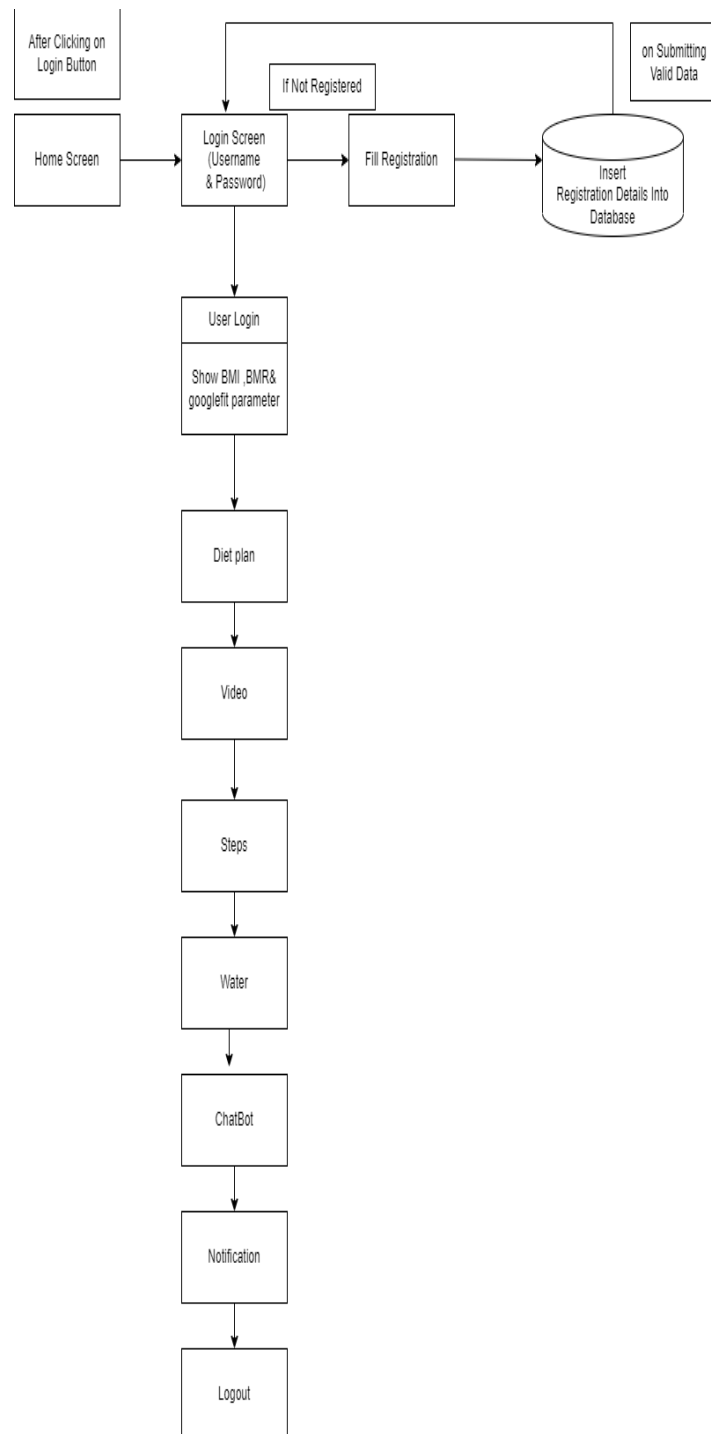 After Clicking on
Login Button
on Submitting
Valid Data
If Not Registered
Home Screen
Login Screen
(Username
& Password)
Fill Registration
Insert
Registration Details Into
Database
User Login
Show BMI ,BMR&
googlefit parameter
Diet plan
Video
Steps
Water
ChatBot
Notification
Logout